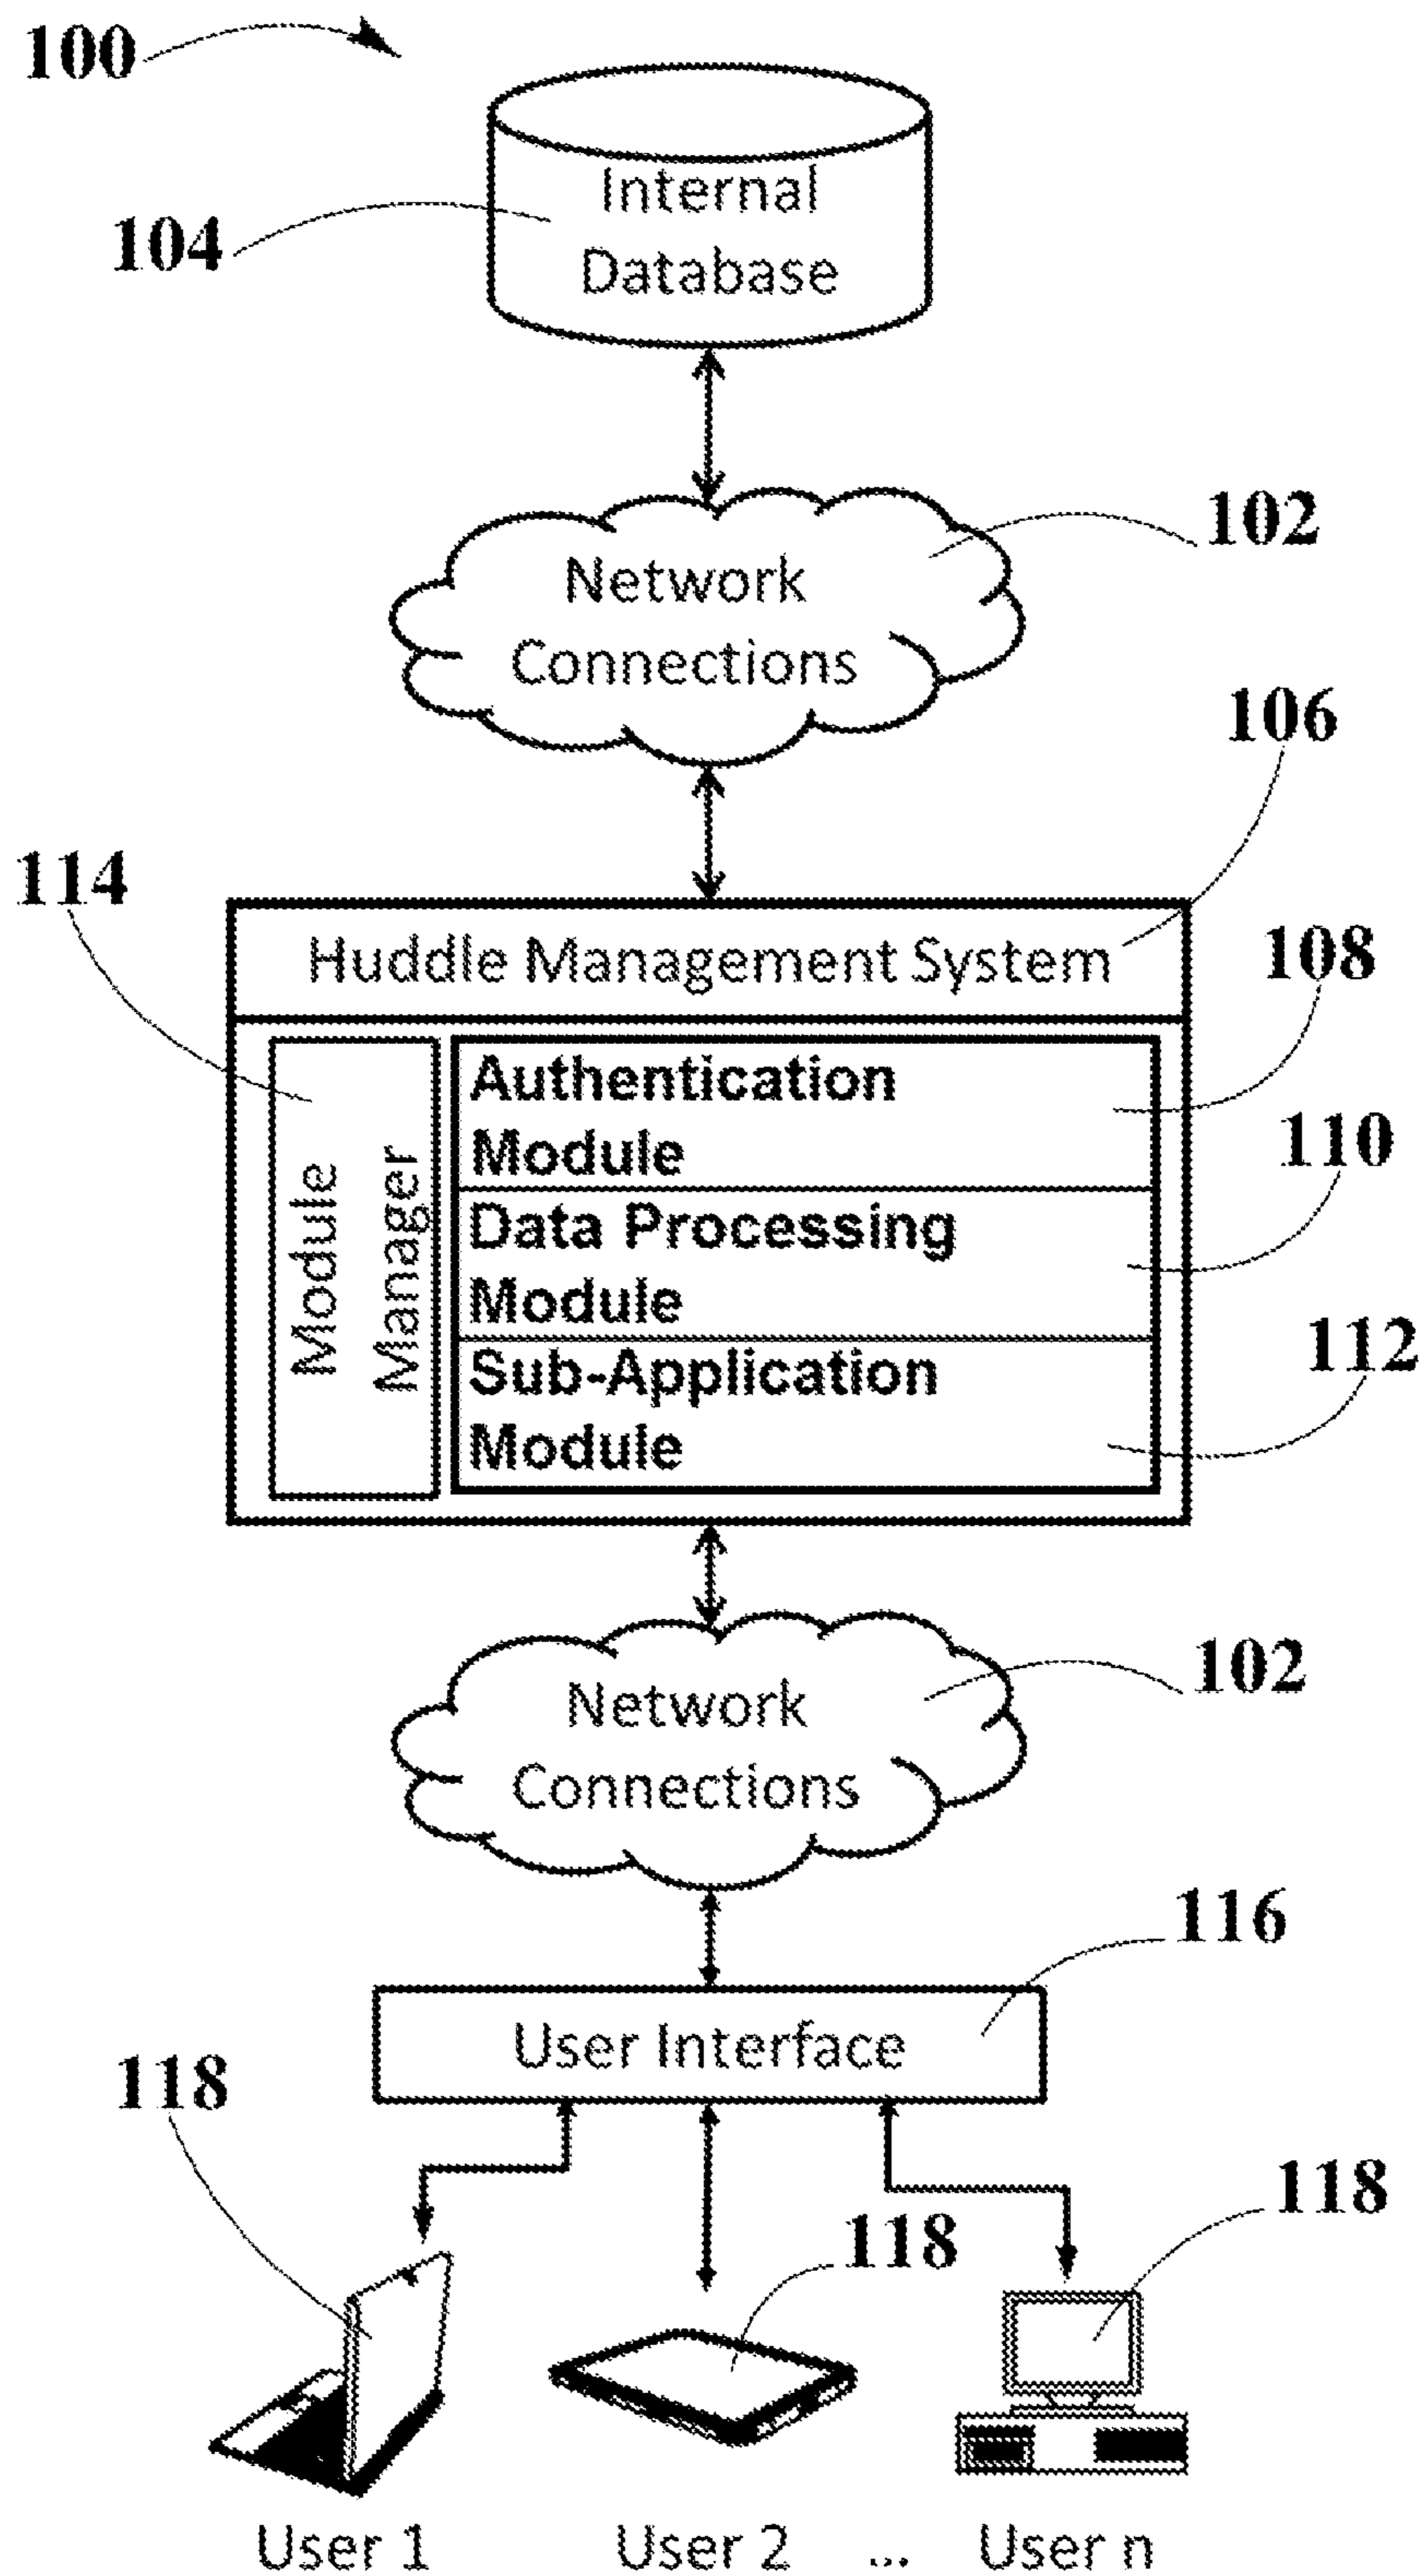 100
Internal
104
Database
102
Network
Connections
106
114
Huddle Management System
108
Module
Manager
Authentication
Module
110
Data Processing
Module
112
Sub-Application
Module
102
Network
Connections
116
User Interface
118
118
118
User 1
User 2
...
User n